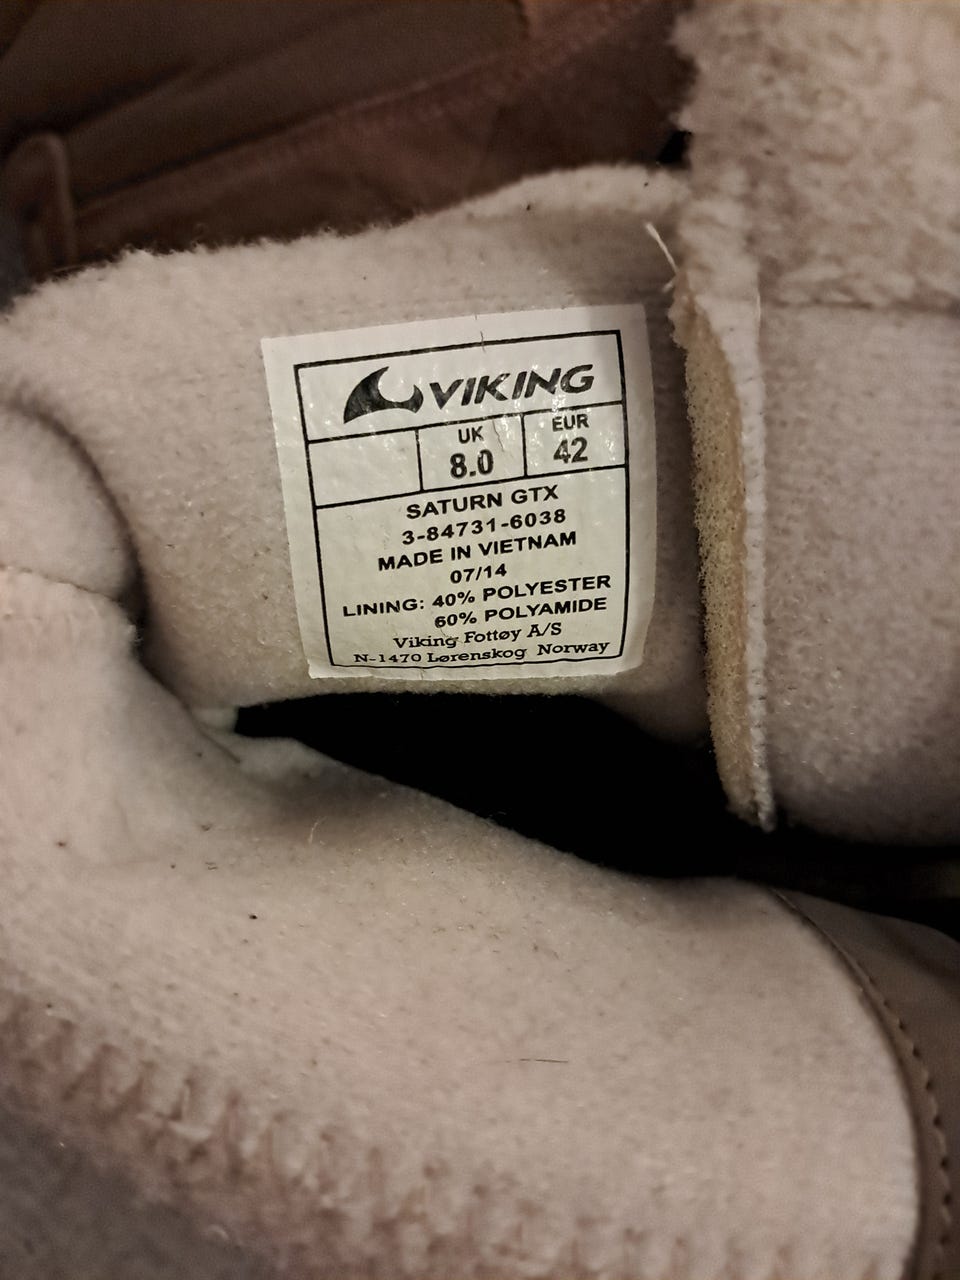 VIKING
UK EUR
8.0 42
SATURN GTX
3-84731-6038
MADE IN VIETNAM
07/14
LINING: 40% POLYESTER
60% POLYAMIDE
Viking Fottøy A/S
N-1470 Lørenskog Norway